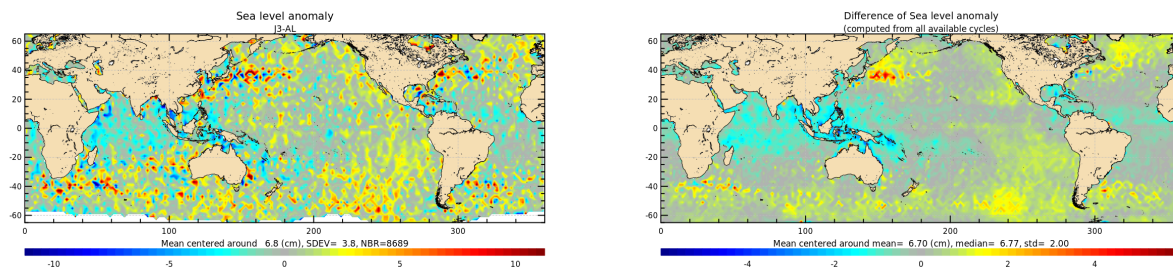 Sea level anomaly
J3-AL
60
40
20
0
-20
-40
-60
0 100 200 300
Mean centered around 6.8 (cm), SDEV= 3.8, NBR=8689
-10 -5 0 5 10
Difference of Sea level anomaly
(computed from all available cycles)
60
40
20
0
-20
-40
-60
0 100 200 300
Mean centered around mean= 6.70 (cm), median= 6.77, std= 2.00
-4 -2 0 2 4